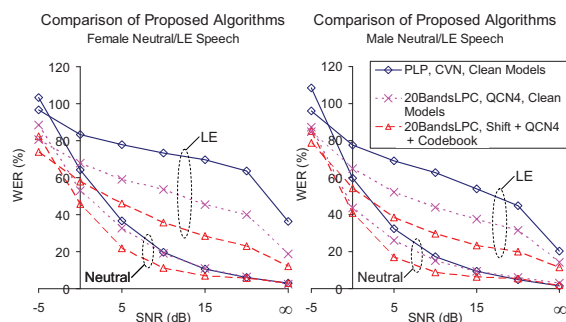 Comparison of Proposed Algorithms
Female Neutral/LE Speech
120
100
80
60
40
20
0
WER (%)
-5
5
15
∞
SNR (dB)
LE
Neutral
Comparison of Proposed Algorithms
Male Neutral/LE Speech
120
100
80
60
40
20
0
WER (%)
-5
5
15
∞
SNR (dB)
PLP, CVN, Clean Models
20BandsLPC, QCN4, Clean
Models
20BandsLPC, Shift + QCN4
+ Codebook
LE
Neutral